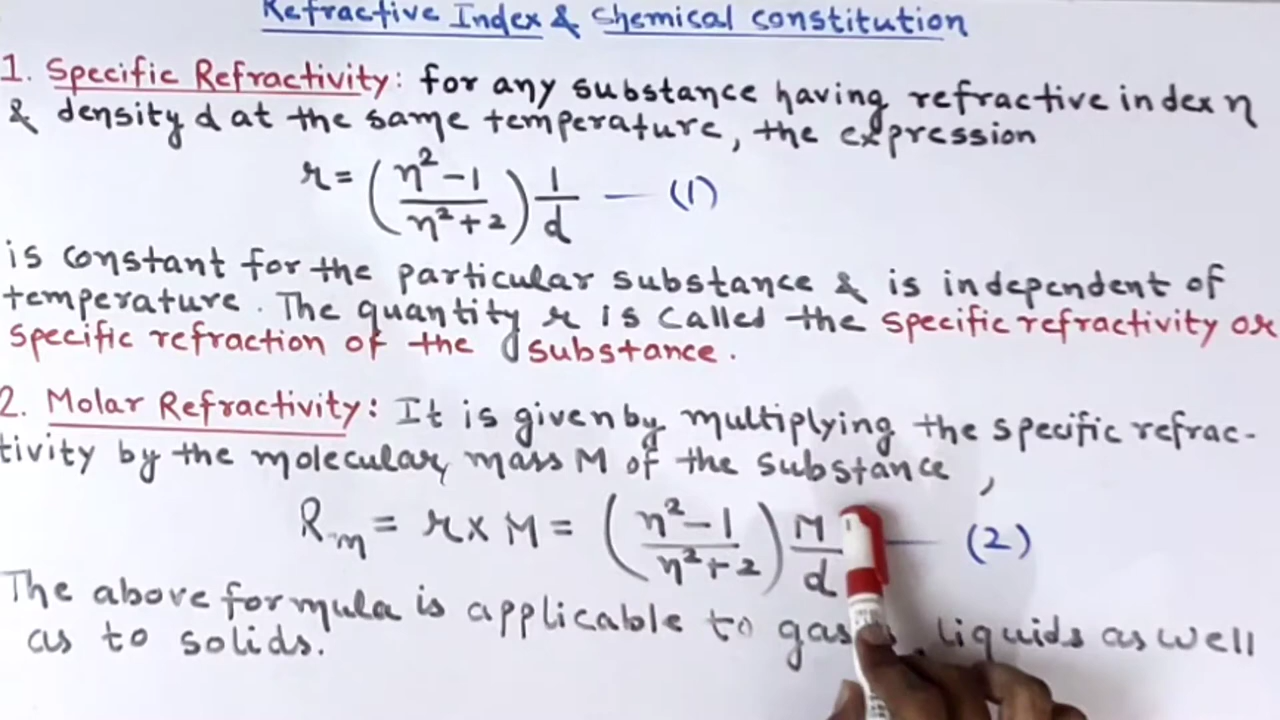 Refractive Index & Chemical constitution
1. Specific Refractivity: for any substance having refractive index η
& density d at the same temperature, the expression
r = (η² - 1 / η² + 2) 1/d — (1)
is constant for the particular substance & is independent of
temperature. The quantity r is called the specific refractivity or
specific refraction of the substance.
2. Molar Refractivity: It is given by multiplying the specific refrac-
tivity by the molecular mass M of the substance,
Rm = r x M = (η² - 1 / η² + 2) M/d — (2)
The above formula is applicable to gas , liquids as well
as to solids.